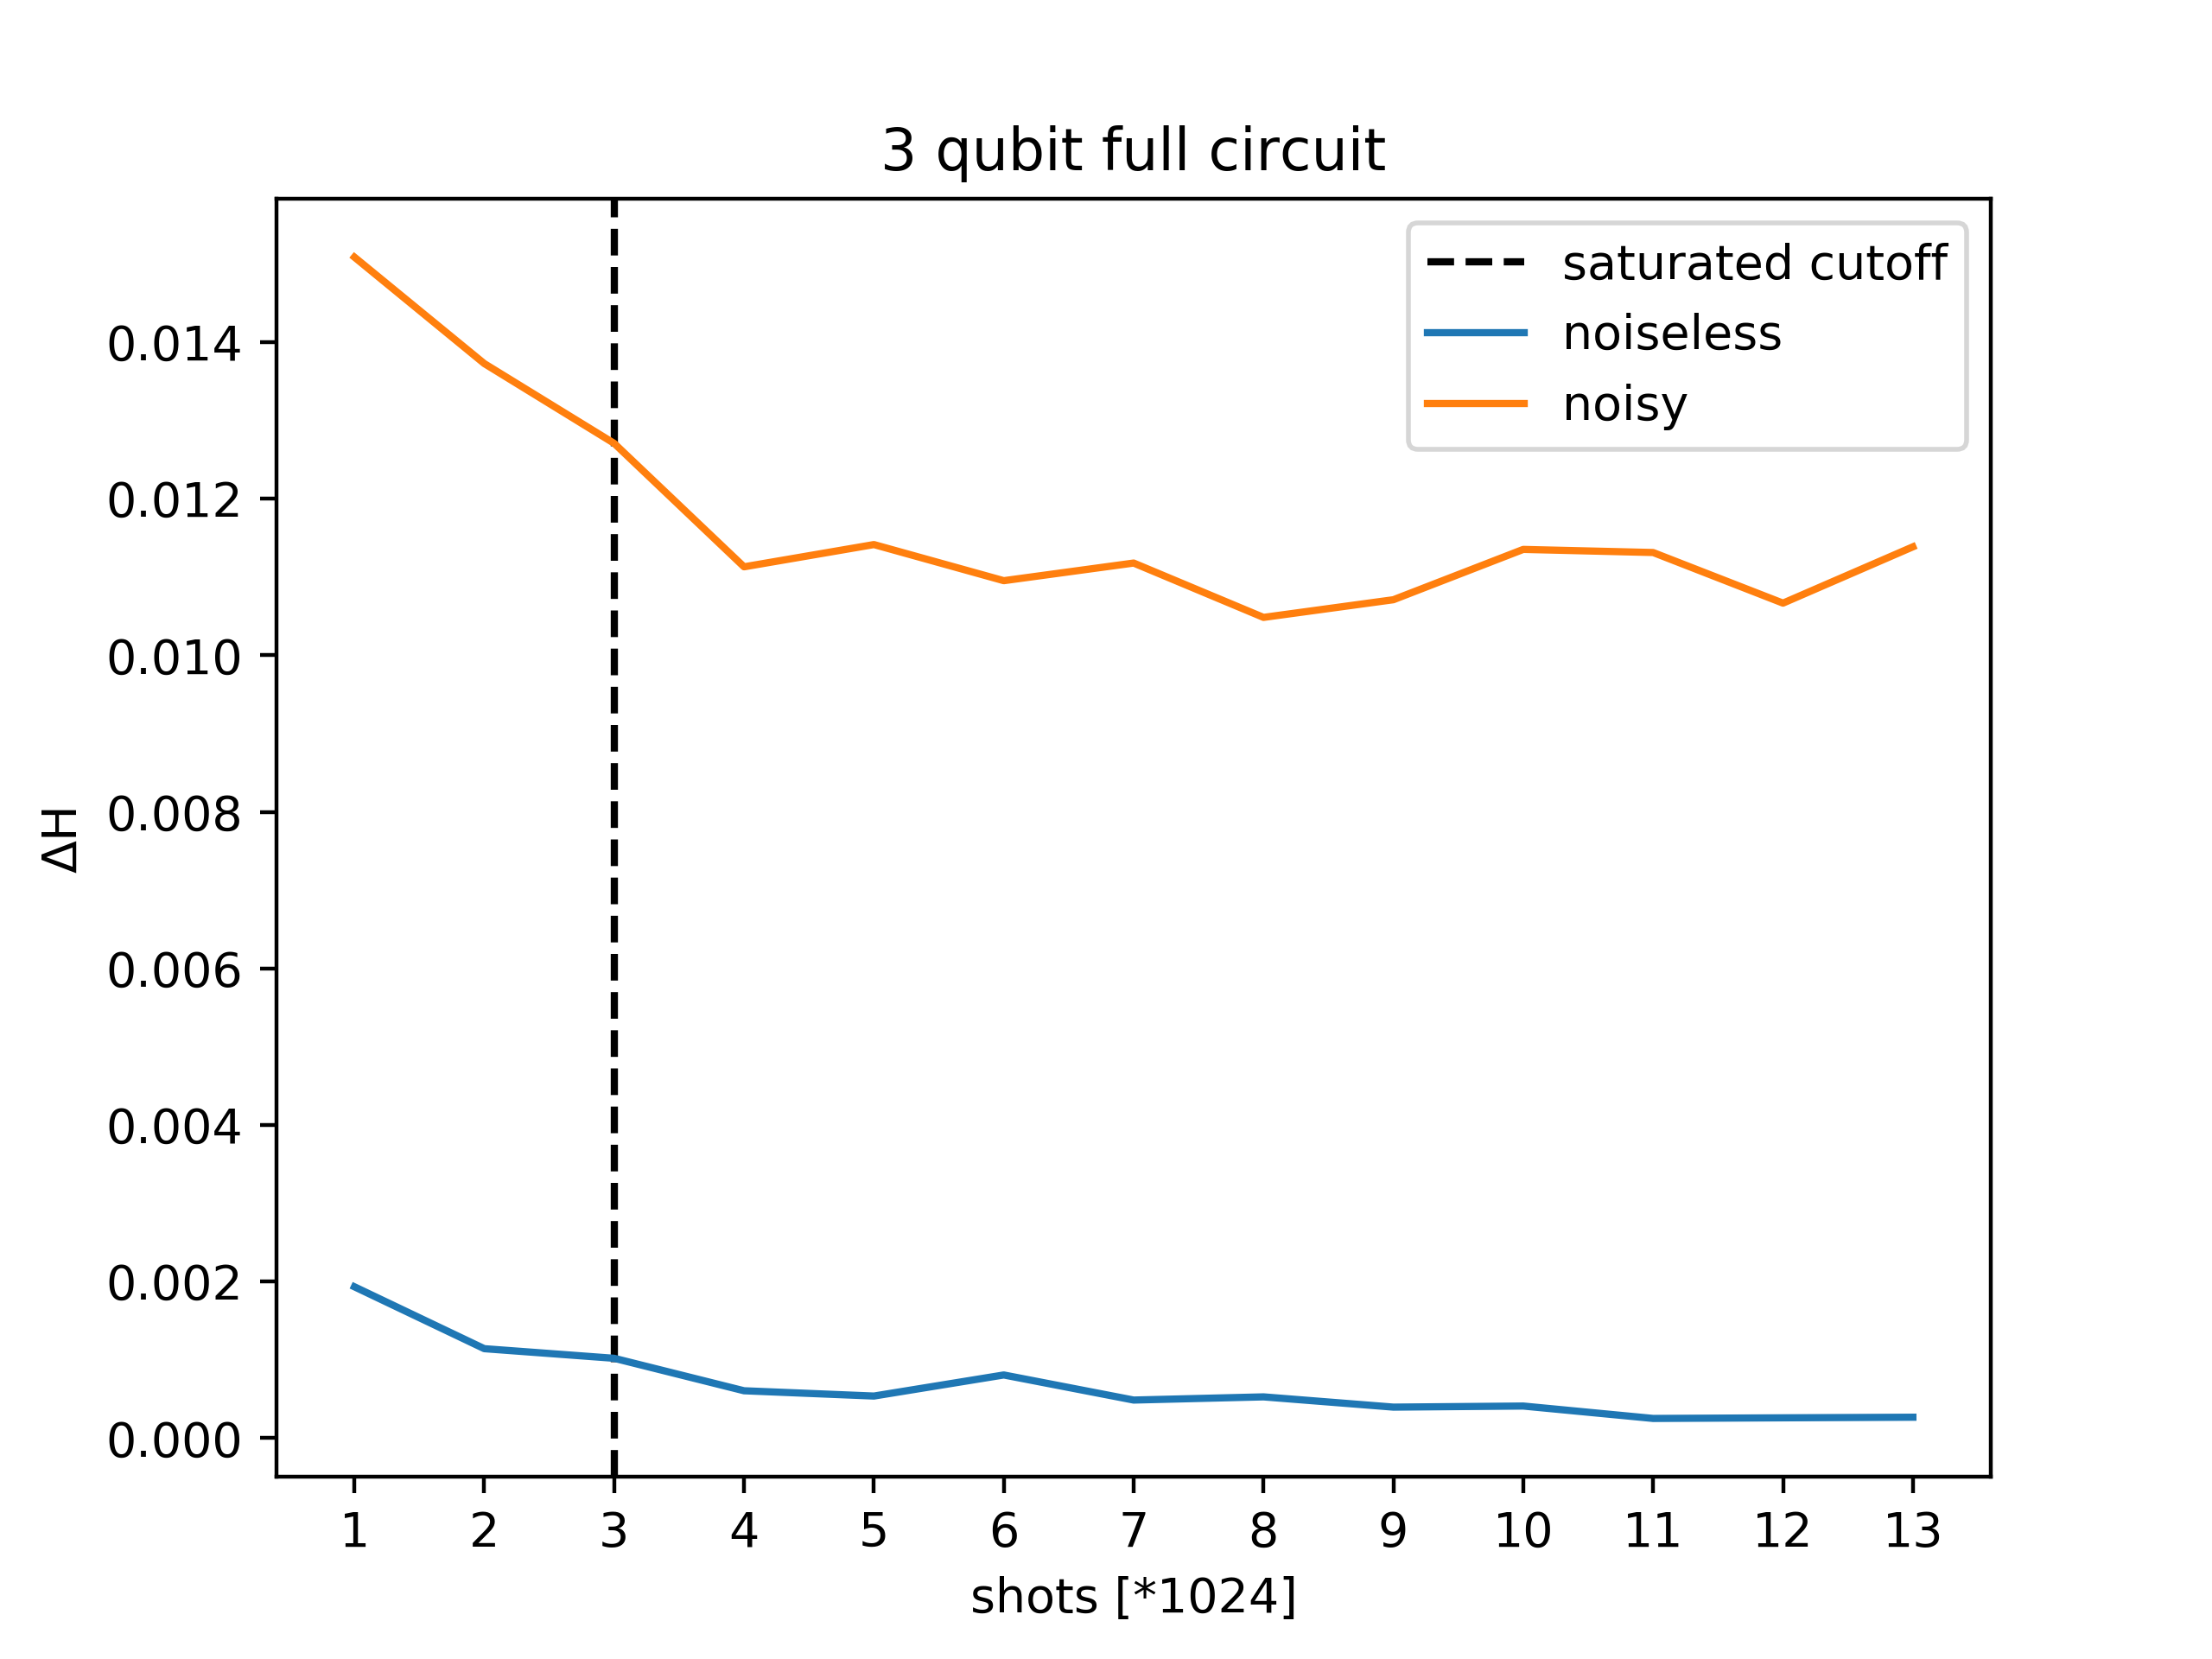 3 qubit full circuit
saturated cutoff
noiseless
noisy
0.014
0.012
0.010
0.008
0.006
0.004
0.002
0.000
ΔH
1 2 3 4 5 6 7 8 9 10 11 12 13
shots [*1024]